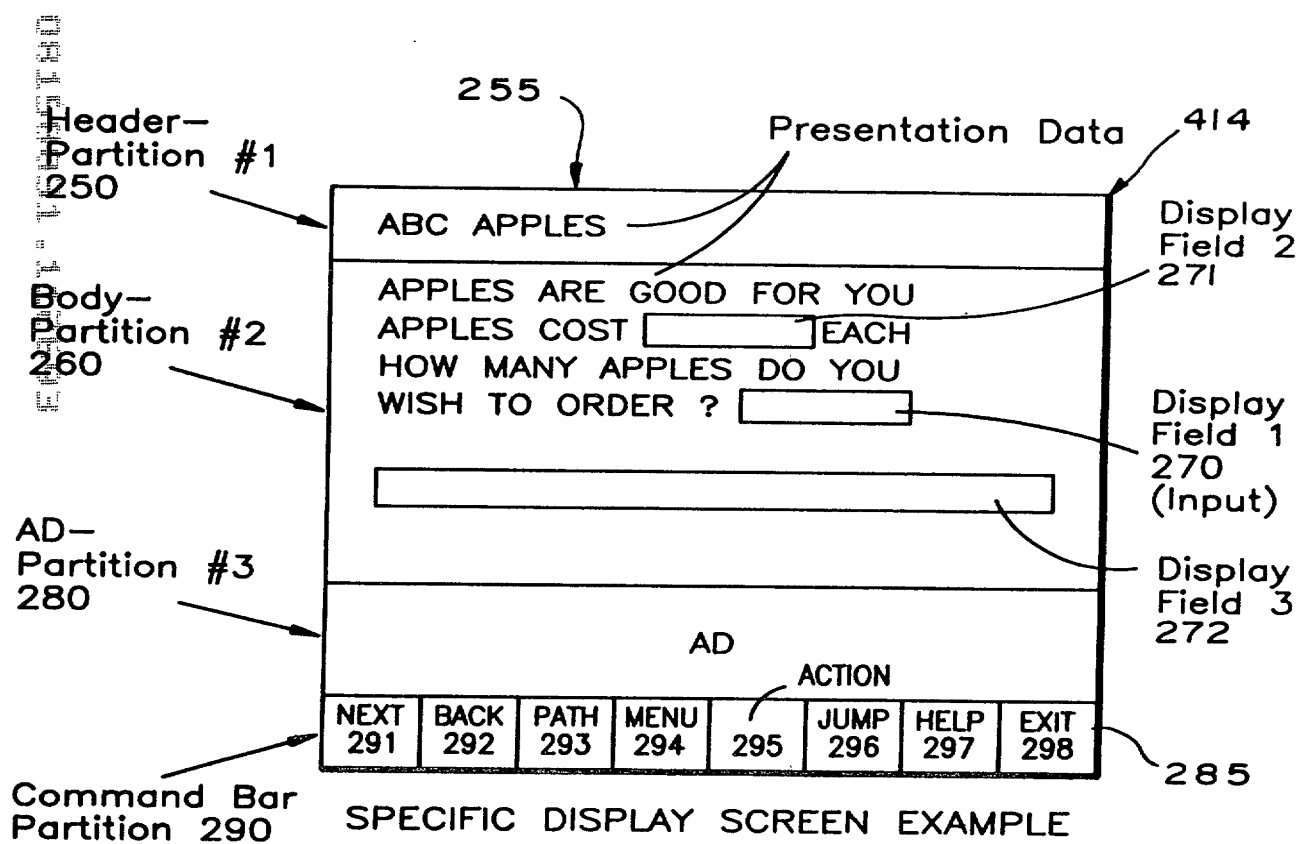 255
Header—
Partition #1
250
Presentation Data
414
ABC APPLES
Display
Field 2
271
Body—
Partition #2
260
APPLES ARE GOOD FOR YOU
APPLES COST EACH
HOW MANY APPLES DO YOU
WISH TO ORDER ?
Display
Field 1
270
(Input)
AD—
Partition #3
280
Display
Field 3
272
AD
ACTION
NEXT BACK PATH MENU JUMP HELP EXIT
291 292 293 294 295 296 297 298
285
Command Bar
Partition 290
SPECIFIC DISPLAY SCREEN EXAMPLE